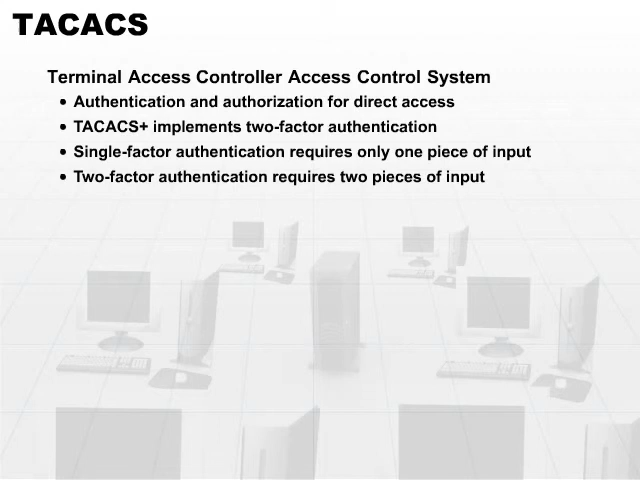 TACACS
Terminal Access Controller Access Control System
• Authentication and authorization for direct access
• TACACS+ implements two-factor authentication
• Single-factor authentication requires only one piece of input
• Two-factor authentication requires two pieces of input